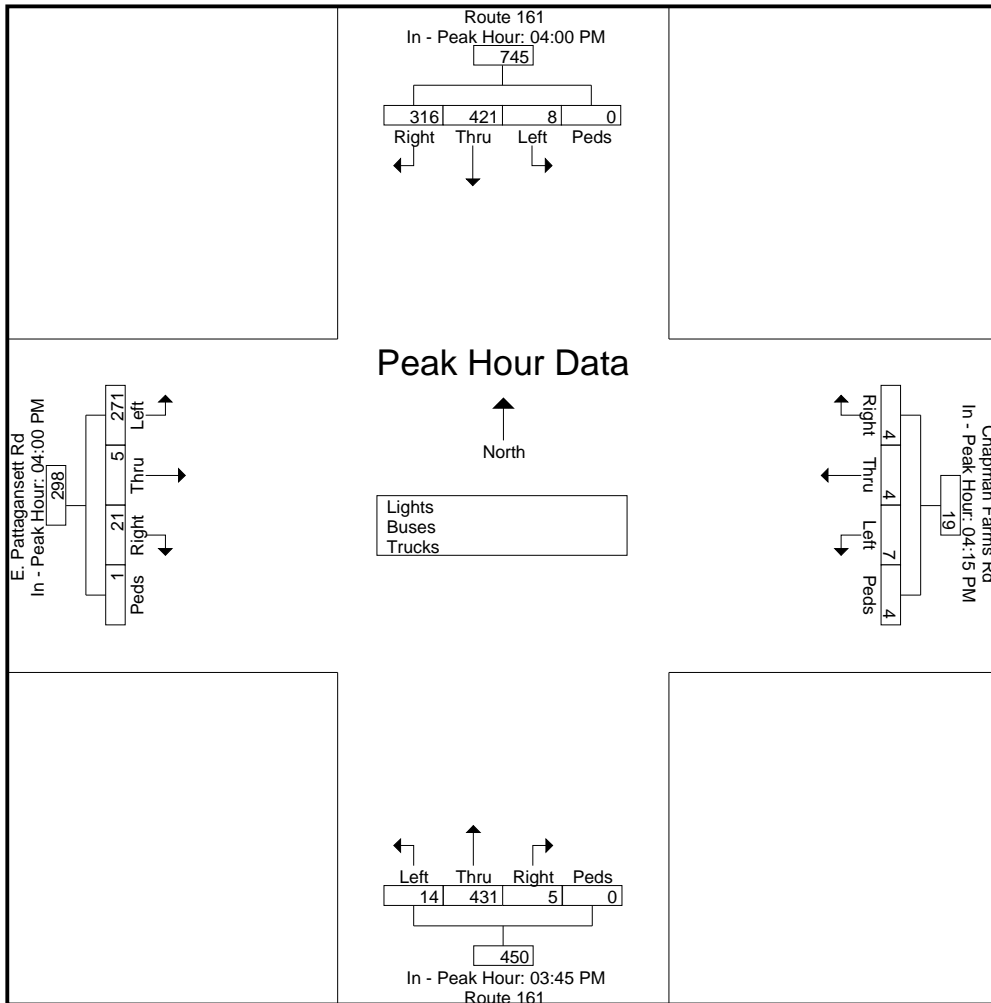 Route 161
In - Peak Hour: 04:00 PM
745
316 421 8 0
Right Thru Left Peds
Peak Hour Data
North
Lights
Buses
Trucks
E. Pattagansett Rd
In - Peak Hour: 04:00 PM
298
271 5 21 1
Left Thru Right Peds
Chapman Farms Rd
In - Peak Hour: 04:15 PM
19
4 4 7 4
Right Thru Left Peds
Left Thru Right Peds
14 431 5 0
450
In - Peak Hour: 03:45 PM
Route 161